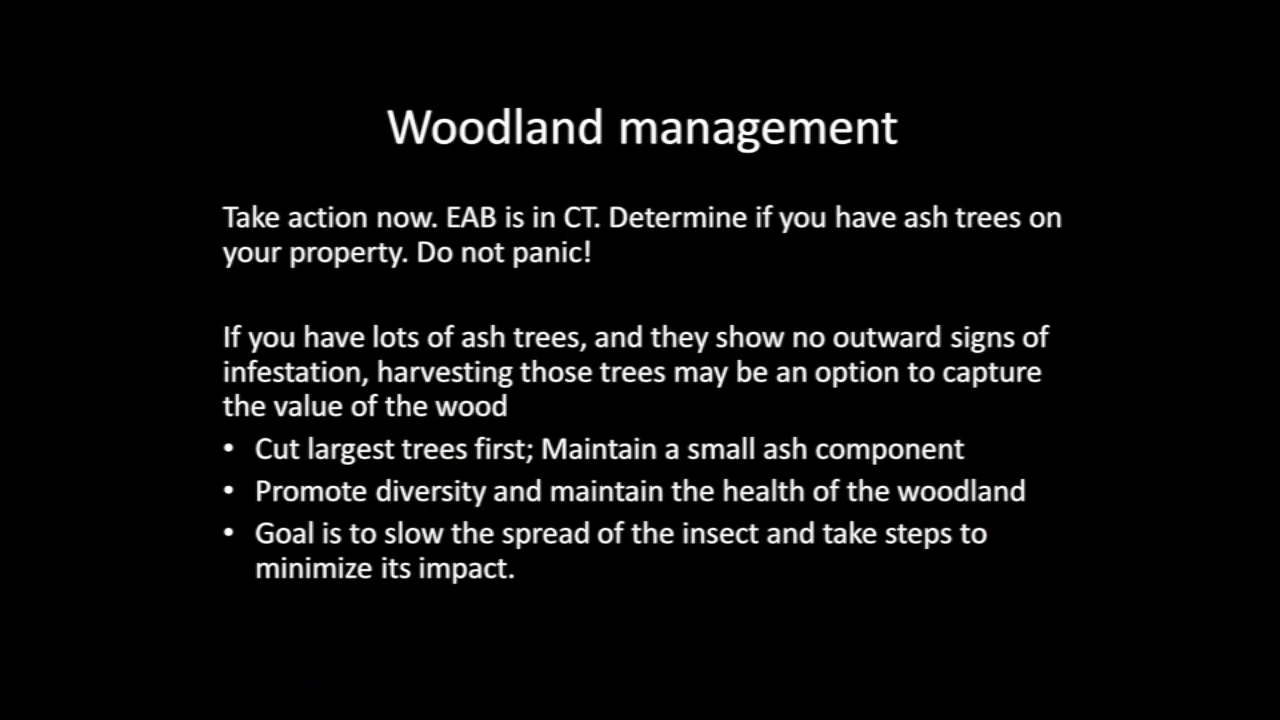 Woodland management
Take action now. EAB is in CT. Determine if you have ash trees on
your property. Do not panic!
If you have lots of ash trees, and they show no outward signs of
infestation, harvesting those trees may be an option to capture
the value of the wood
• Cut largest trees first; Maintain a small ash component
• Promote diversity and maintain the health of the woodland
• Goal is to slow the spread of the insect and take steps to
minimize its impact.